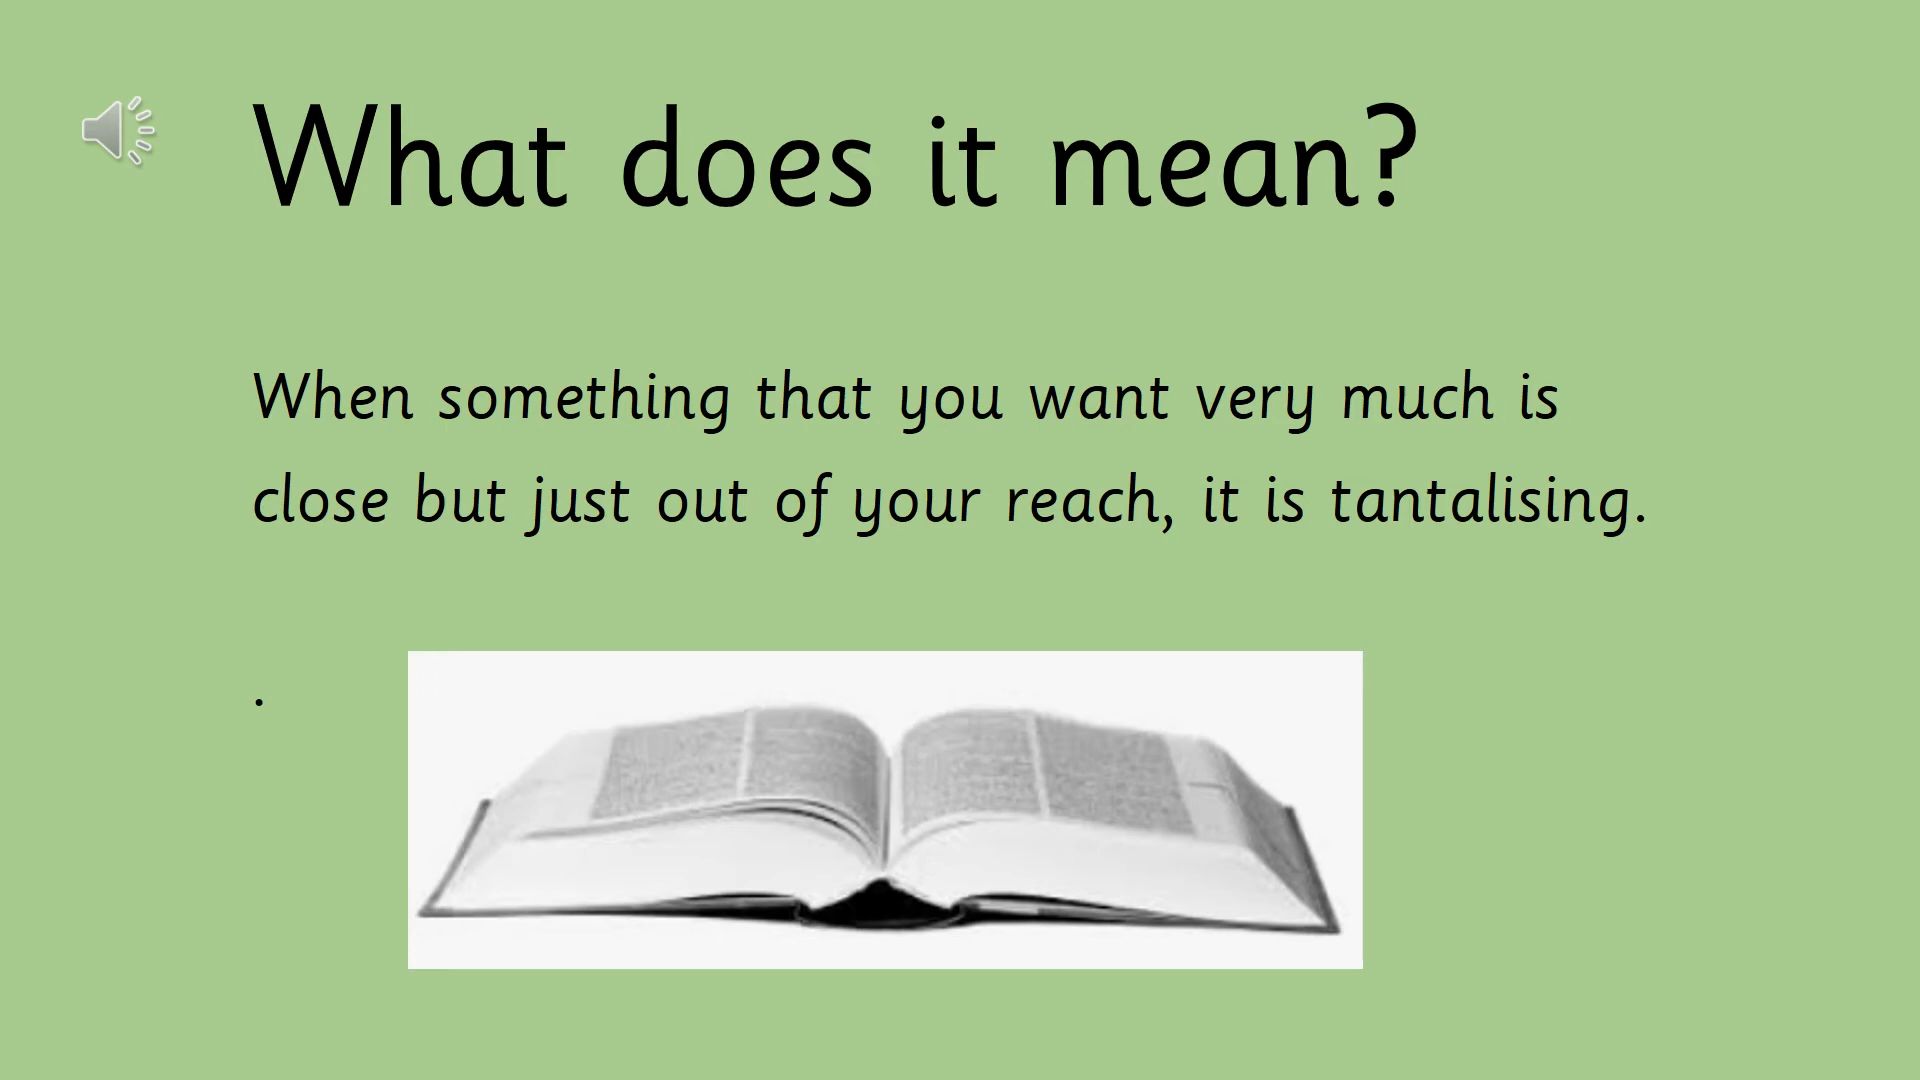 What does it mean?
When something that you want very much is
close but just out of your reach, it is tantalising.
.